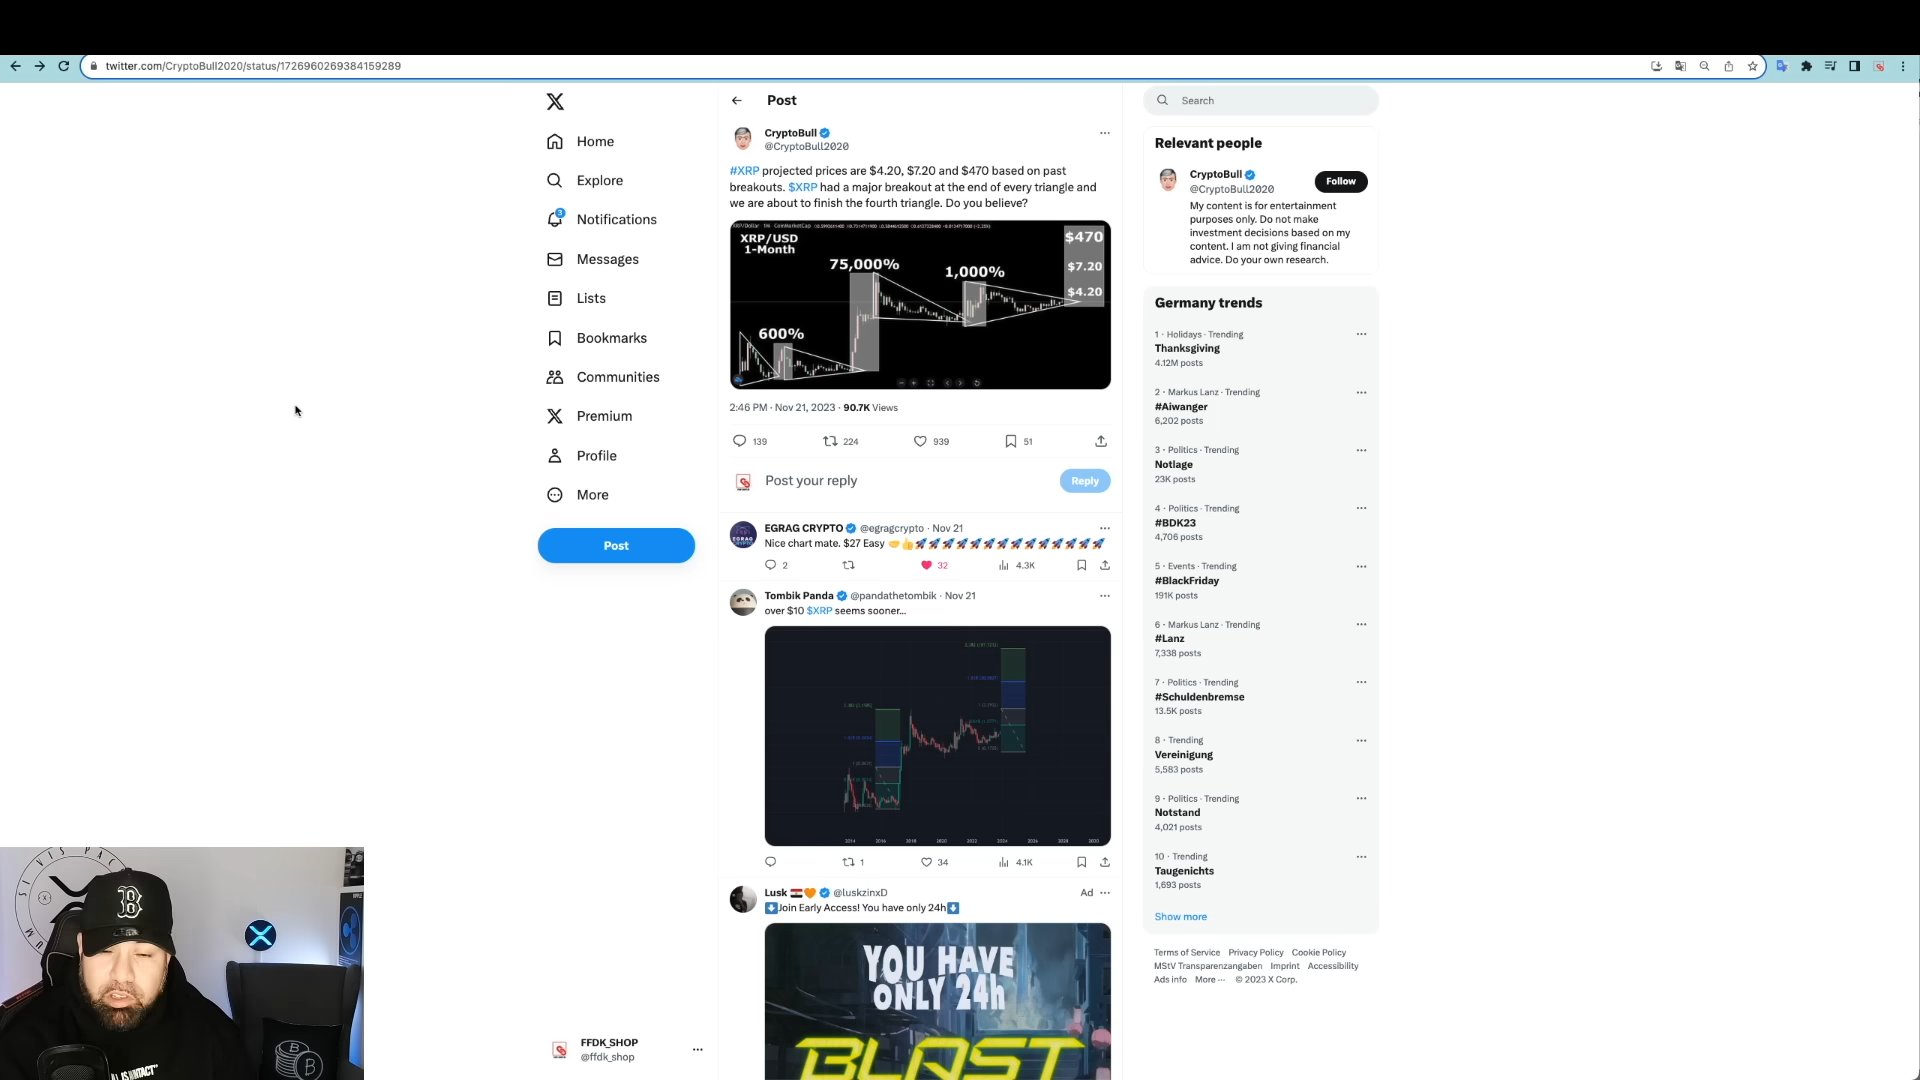 twitter.com/CryptoBull2020/status/1726960269384159289
Home
Explore
3
Notifications
Messages
Lists
Bookmarks
Communities
Premium
Profile
More
Post
FFDK_SHOP
@ffdk_shop
Post
CryptoBull
@CryptoBull2020
#XRP projected prices are $4.20, $7.20 and $470 based on past
breakouts. $XRP had a major breakout at the end of every triangle and
we are about to finish the fourth triangle. Do you believe?
XRP/USD
1-Month
600%
75,000%
1,000%
$470
$7.20
$4.20
2:46 PM · Nov 21, 2023 · 90.7K Views
139 224 939 51
Post your reply
Reply
EGRAG CRYPTO @egragcrypto · Nov 21
Nice chart mate. $27 Easy 🤝👍🚀🚀🚀🚀🚀🚀🚀🚀🚀🚀🚀🚀🚀🚀
2 32 4.3K
Tombik Panda @pandathetombik · Nov 21
over $10 $XRP seems sooner...
2014 2016 2018 2020 2022 2024 2026 2028 2030
1 34 4.1K
Lusk @luskzinxD
Ad
⬇Join Early Access! You have only 24h⬇
YOU HAVE
ONLY 24h
BLAST
Search
Relevant people
CryptoBull
@CryptoBull2020
Follow
My content is for entertainment
purposes only. Do not make
investment decisions based on my
content. I am not giving financial
advice. Do your own research.
Germany trends
1 · Holidays · Trending
Thanksgiving
4.12M posts
2 · Markus Lanz · Trending
#Aiwanger
6,202 posts
3 · Politics · Trending
Notlage
23K posts
4 · Politics · Trending
#BDK23
4,706 posts
5 · Events · Trending
#BlackFriday
191K posts
6 · Markus Lanz · Trending
#Lanz
7,338 posts
7 · Politics · Trending
#Schuldenbremse
13.5K posts
8 · Trending
Vereinigung
5,583 posts
9 · Politics · Trending
Notstand
4,021 posts
10 · Trending
Taugenichts
1,693 posts
Show more
Terms of Service Privacy Policy Cookie Policy
MStV Transparenzangaben Imprint Accessibility
Ads info More ··· © 2023 X Corp.